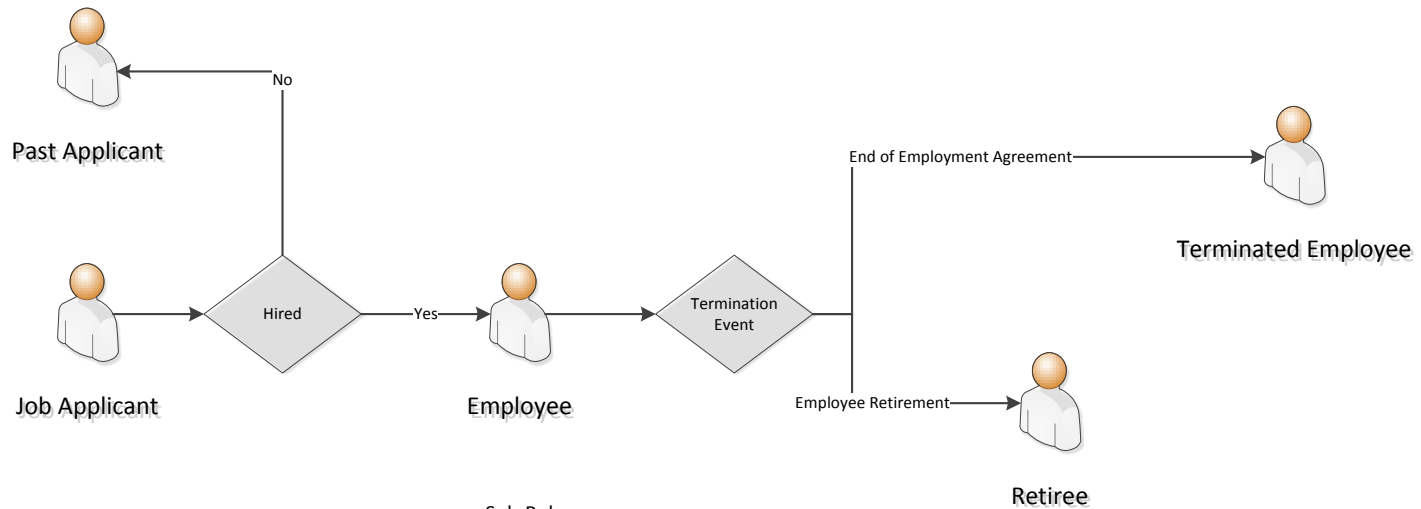 No
Past Applicant
End of Employment Agreement
Terminated Employee
Hired
Yes
Termination
Event
Job Applicant
Employee
Employee Retirement
Retiree